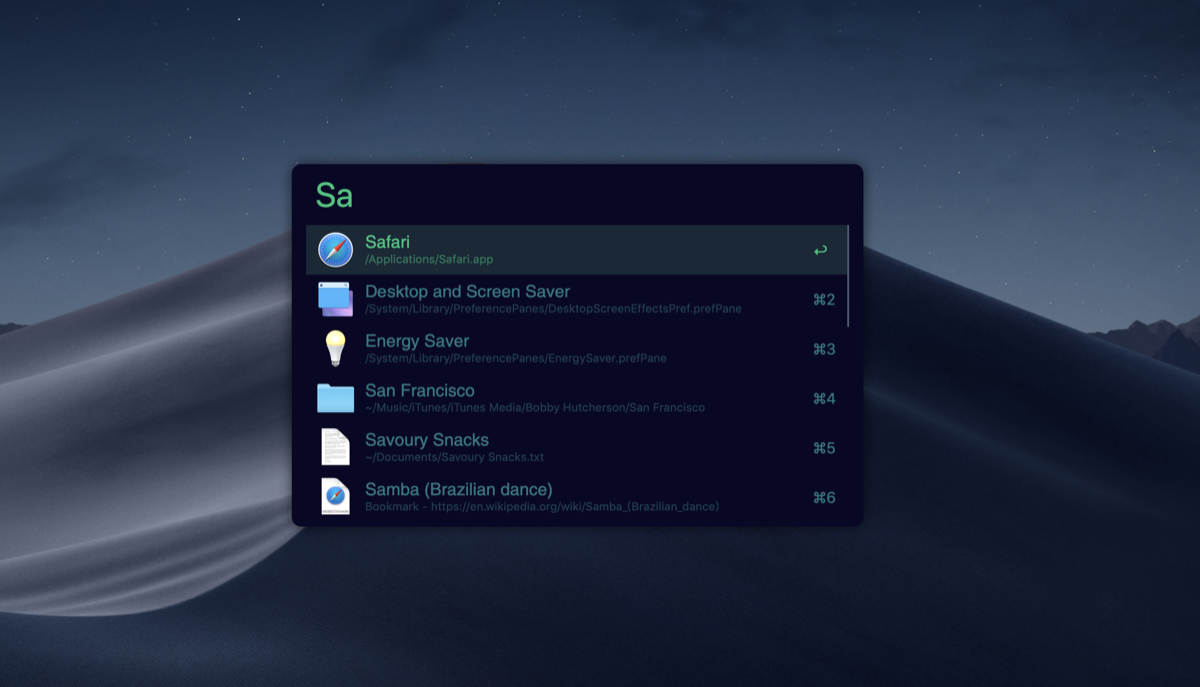 Sa
Safari
/Applications/Safari.app
↩
Desktop and Screen Saver
/System/Library/PreferencePanes/DesktopScreenEffectsPref.prefPane
⌘2
Energy Saver
/System/Library/PreferencePanes/EnergySaver.prefPane
⌘3
San Francisco
~/Music/iTunes/iTunes Media/Bobby Hutcherson/San Francisco
⌘4
Savoury Snacks
~/Documents/Savoury Snacks.txt
⌘5
Samba (Brazilian dance)
Bookmark - https://en.wikipedia.org/wiki/Samba_(Brazilian_dance)
⌘6